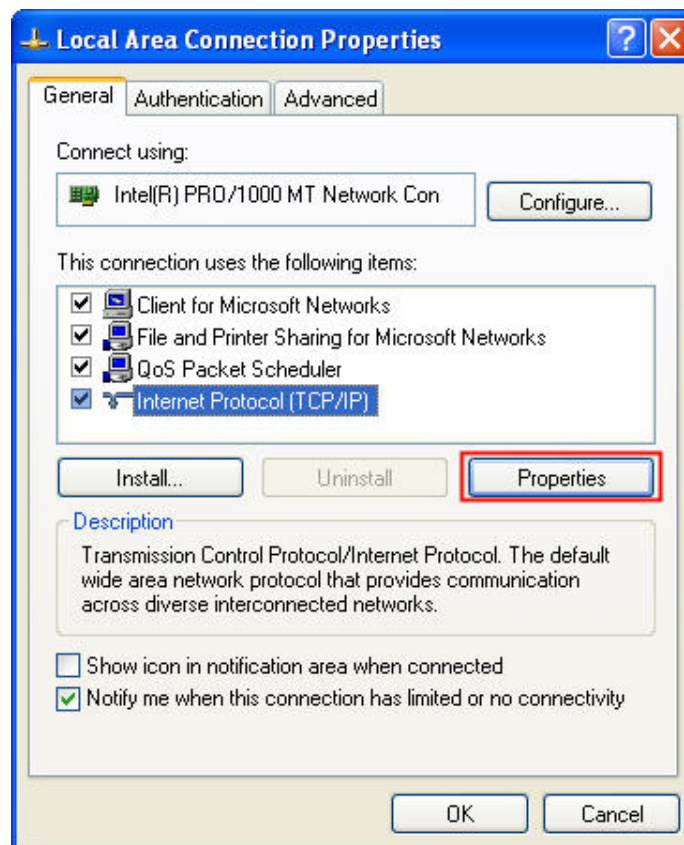 Local Area Connection Properties
General Authentication Advanced
Connect using:
Intel(R) PRO/1000 MT Network Con
Configure...
This connection uses the following items:
Client for Microsoft Networks
File and Printer Sharing for Microsoft Networks
QoS Packet Scheduler
Internet Protocol (TCP/IP)
Install... Uninstall Properties
Description
Transmission Control Protocol/Internet Protocol. The default
wide area network protocol that provides communication
across diverse interconnected networks.
Show icon in notification area when connected
Notify me when this connection has limited or no connectivity
OK Cancel